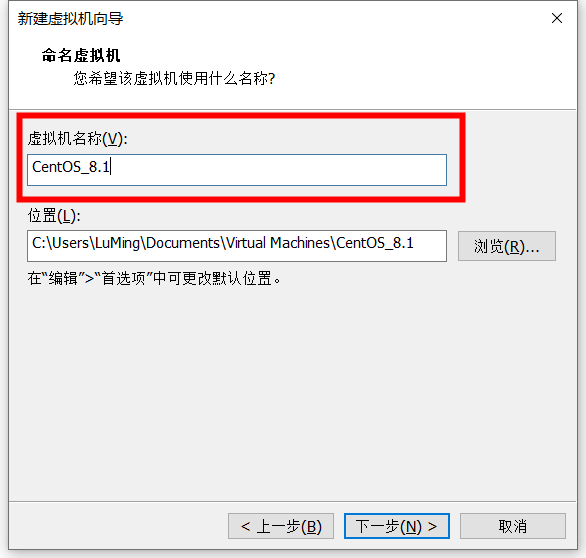 新建虚拟机向导
命名虚拟机
您希望该虚拟机使用什么名称?
虚拟机名称(V):
CentOS_8.1
位置(L):
C:\Users\LuMing\Documents\Virtual Machines\CentOS_8.1
浏览(R)...
在“编辑”>“首选项”中可更改默认位置。
< 上一步(B)
下一步(N) >
取消